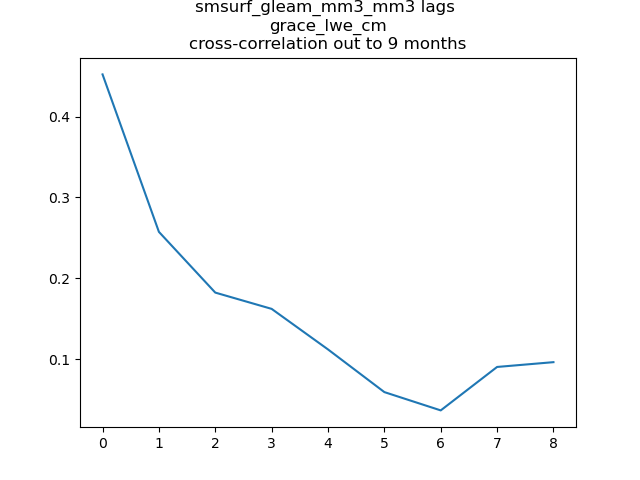 smsurf_gleam_mm3_mm3 lags
grace_lwe_cm
cross-correlation out to 9 months
0.4
0.3
0.2
0.1
0 1 2 3 4 5 6 7 8